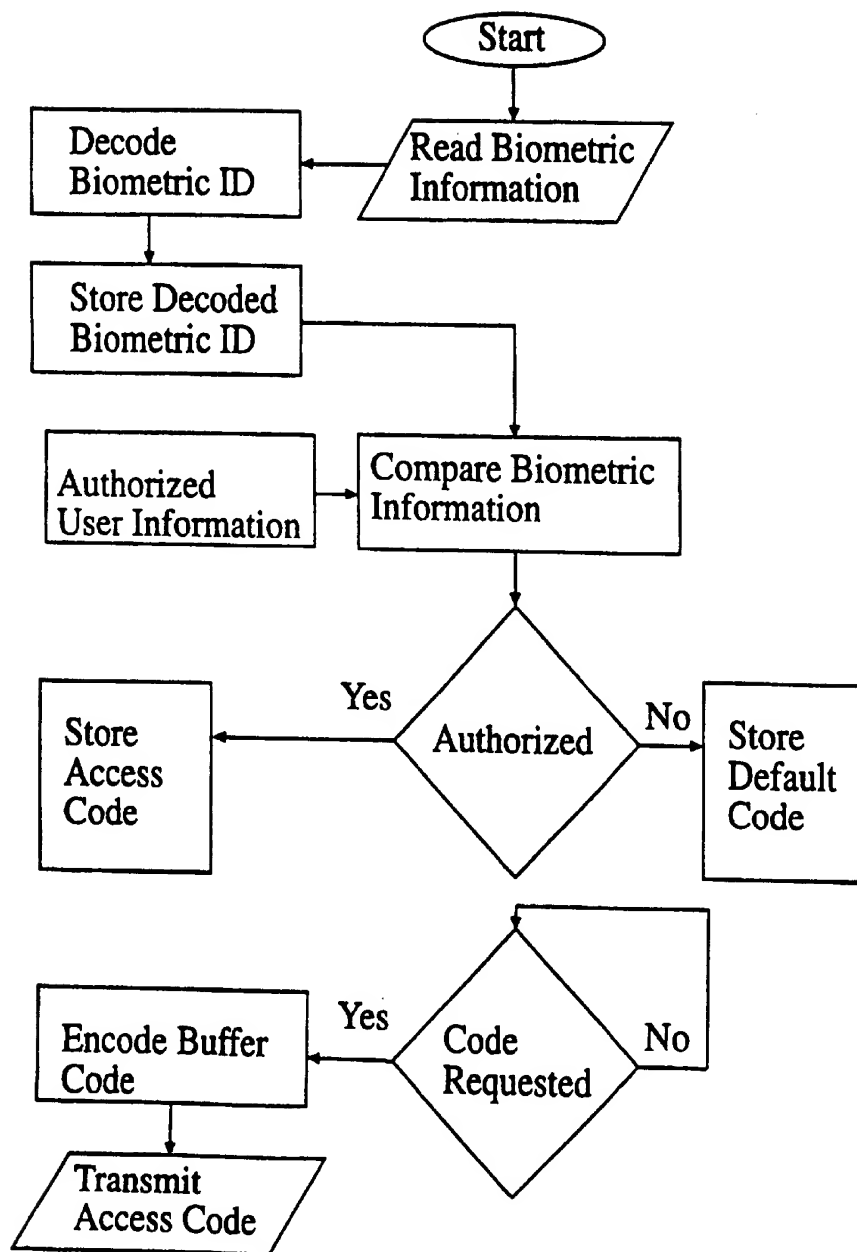 Start
Read Biometric
Information
Decode
Biometric ID
Store Decoded
Biometric ID
Authorized
User Information
Compare Biometric
Information
Authorized
Yes
No
Store
Access
Code
Store
Default
Code
Code
Requested
Yes
No
Encode Buffer
Code
Transmit
Access Code